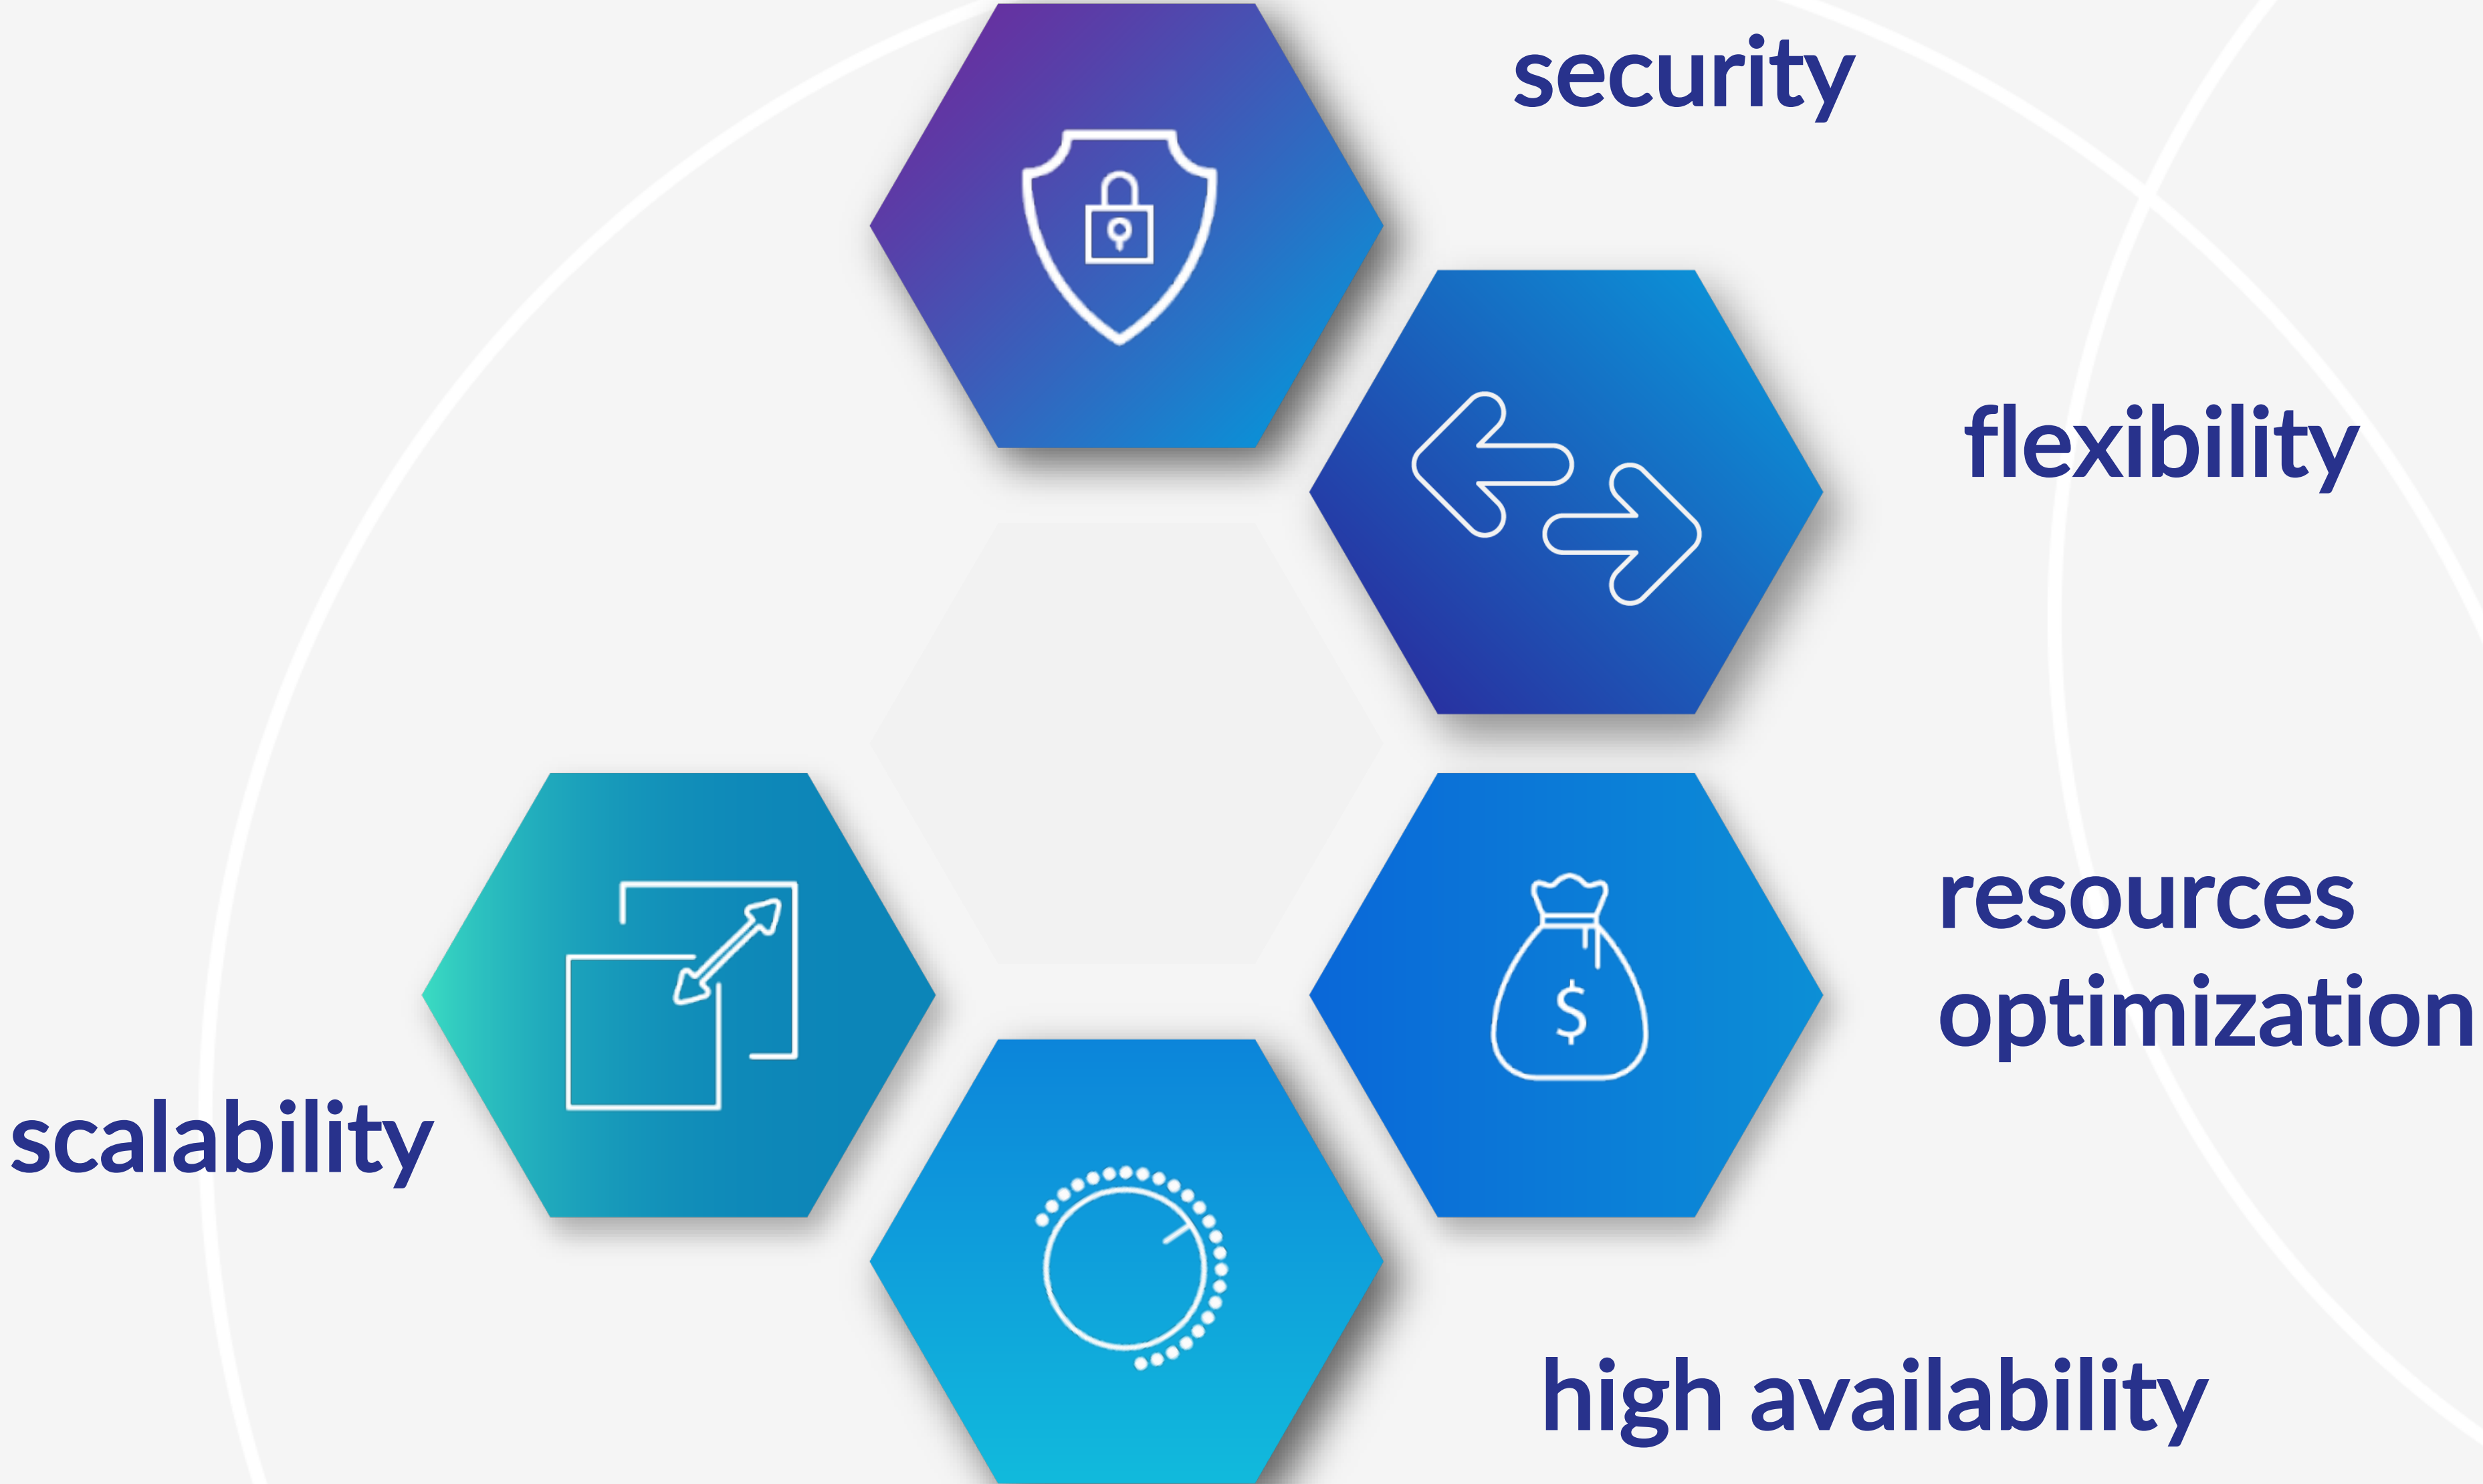 security
flexibility
resources
optimization
scalability
$
high availability